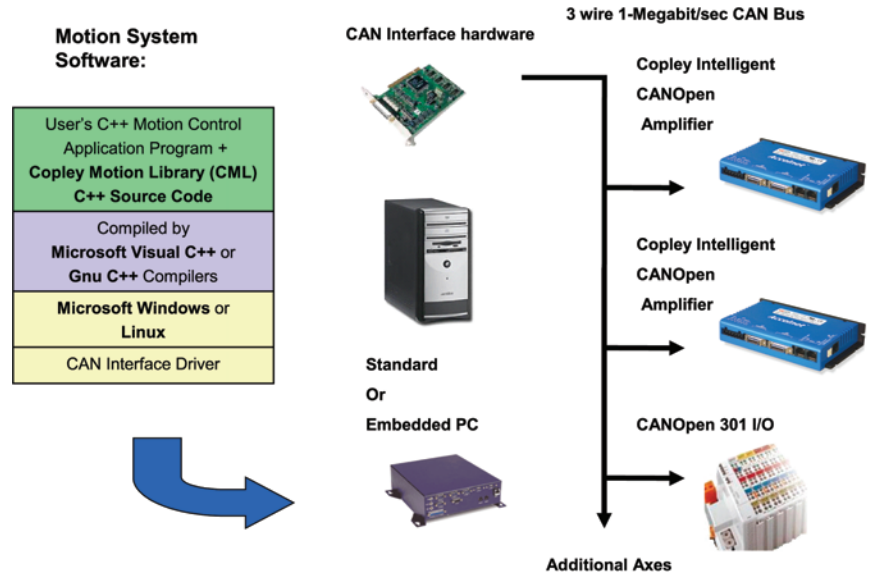 Motion System
Software:
User's C++ Motion Control
Application Program +
Copley Motion Library (CML)
C++ Source Code
Compiled by
Microsoft Visual C++ or
Gnu C++ Compilers
Microsoft Windows or
Linux
CAN Interface Driver
CAN Interface hardware
Standard
Or
Embedded PC
3 wire 1-Megabit/sec CAN Bus
Copley Intelligent
CANOpen
Amplifier
Accelnet
Copley Intelligent
CANOpen
Amplifier
Accelnet
CANOpen 301 I/O
Additional Axes